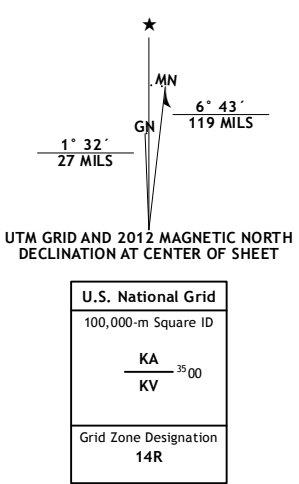 ★
MN
GN
6° 43´
119 MILS
1° 32´
27 MILS
UTM GRID AND 2012 MAGNETIC NORTH
DECLINATION AT CENTER OF SHEET
U.S. National Grid
100,000-m Square ID
KA
3500
KV
Grid Zone Designation
14R